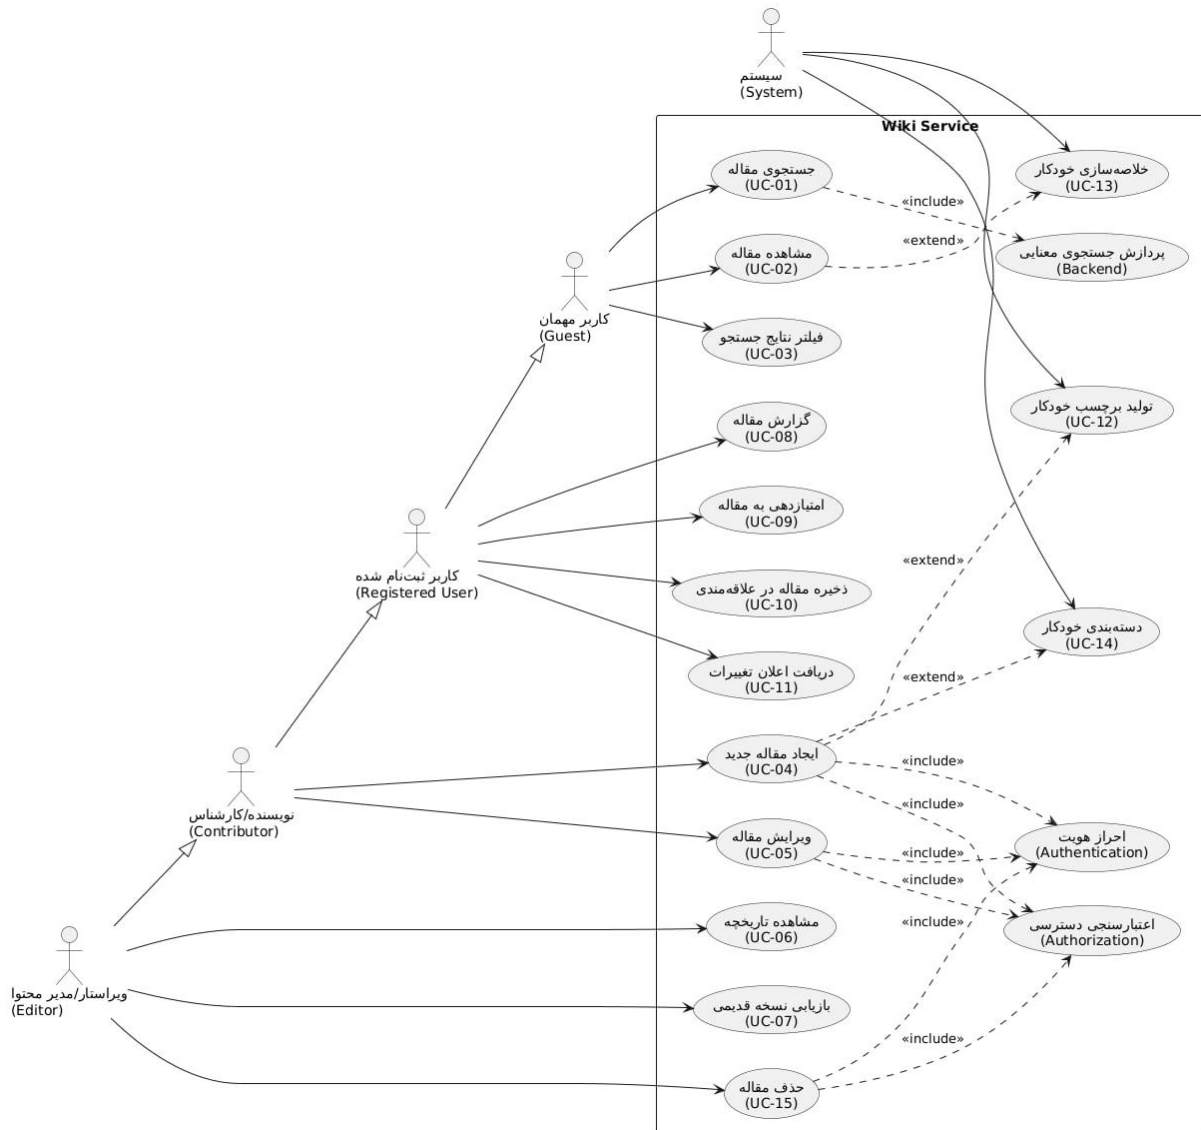 سیستم
(System)
Wiki Service
جستجوی مقاله
(UC-01)
خلاصه‌سازی خودکار
(UC-13)
«include»
مشاهده مقاله
(UC-02)
«extend»
پردازش جستجوی معنایی
(Backend)
کاربر مهمان
(Guest)
فیلتر نتایج جستجو
(UC-03)
تولید برچسب خودکار
(UC-12)
گزارش مقاله
(UC-08)
امتیازدهی به مقاله
(UC-09)
«extend»
کاربر ثبت‌نام شده
(Registered User)
ذخیره مقاله در علاقه‌مندی
(UC-10)
دسته‌بندی خودکار
(UC-14)
دریافت اعلان تغییرات
(UC-11)
«extend»
ایجاد مقاله جدید
(UC-04)
«include»
«include»
نویسنده/کارشناس
(Contributor)
ویرایش مقاله
(UC-05)
«include»
«include»
احراز هویت
(Authentication)
«include»
مشاهده تاریخچه
(UC-06)
اعتبارسنجی دسترسی
(Authorization)
ویراستار/مدیر محتوا
(Editor)
بازیابی نسخه قدیمی
(UC-07)
«include»
حذف مقاله
(UC-15)